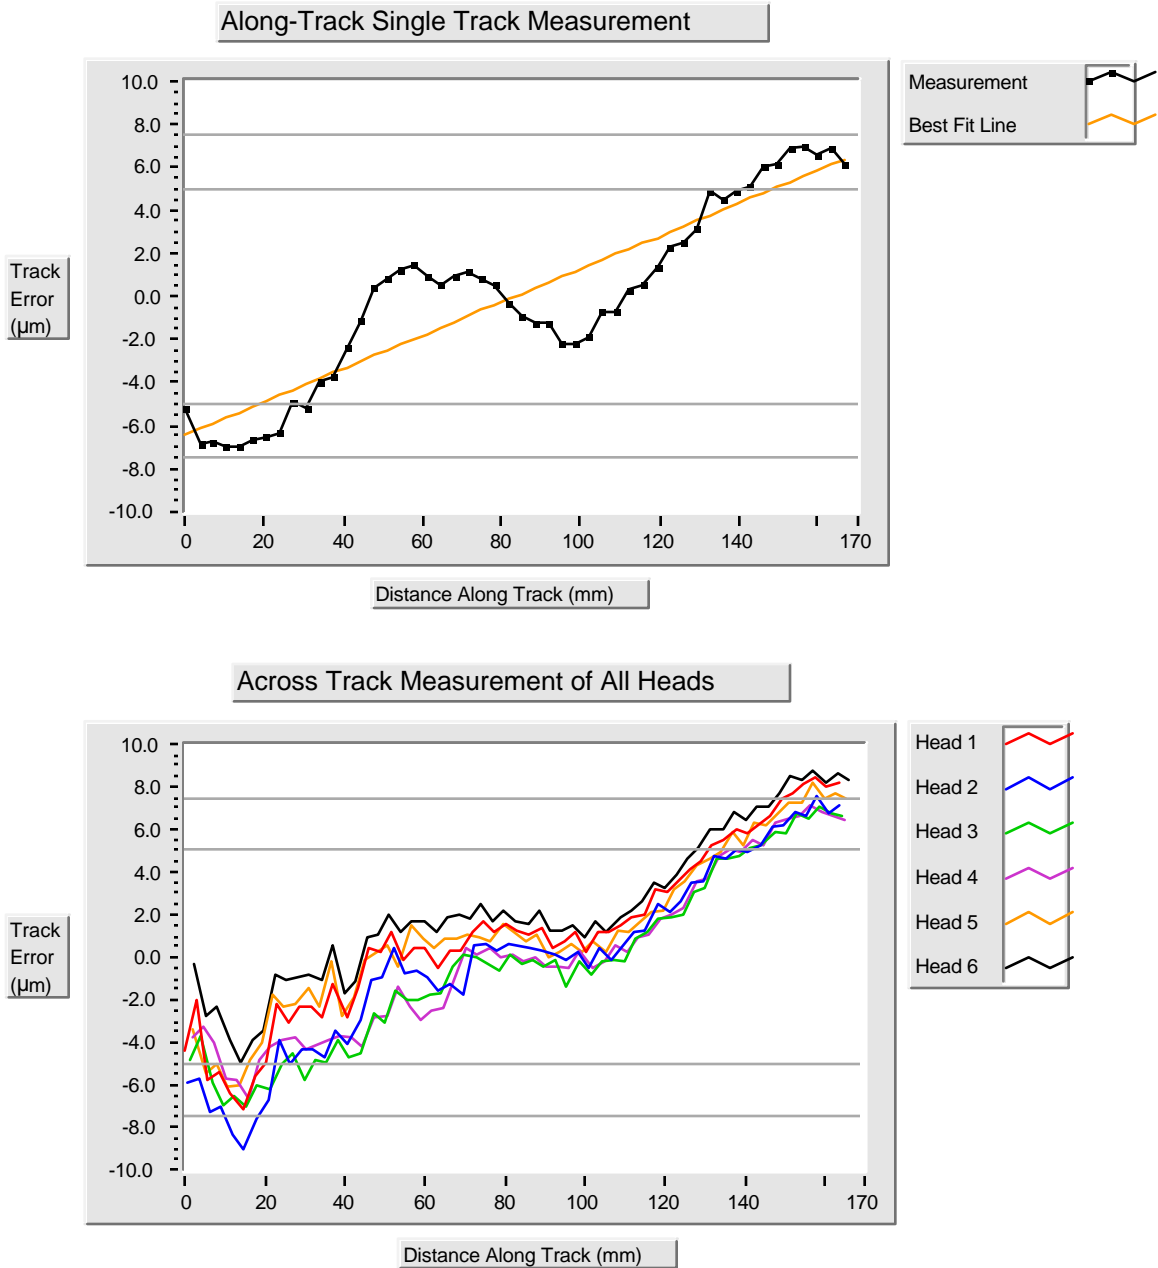 Along-Track Single Track Measurement
10.0
8.0
6.0
4.0
2.0
0.0
-2.0
-4.0
-6.0
-8.0
-10.0
Track
Error
(µm)
0 20 40 60 80 100 120 140 170
Distance Along Track (mm)
Measurement
Best Fit Line
Across Track Measurement of All Heads
10.0
8.0
6.0
4.0
2.0
0.0
-2.0
-4.0
-6.0
-8.0
-10.0
Track
Error
(µm)
0 20 40 60 80 100 120 140 170
Distance Along Track (mm)
Head 1
Head 2
Head 3
Head 4
Head 5
Head 6